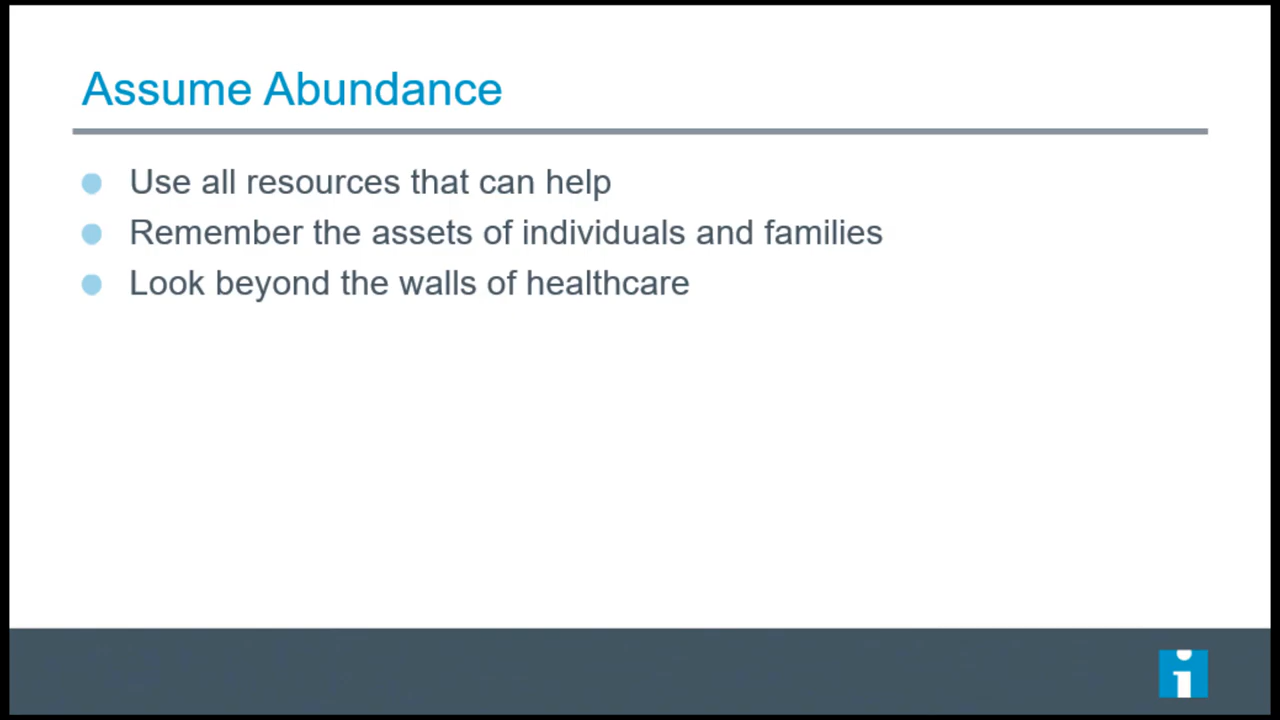 Assume Abundance
Use all resources that can help
Remember the assets of individuals and families
Look beyond the walls of healthcare
i